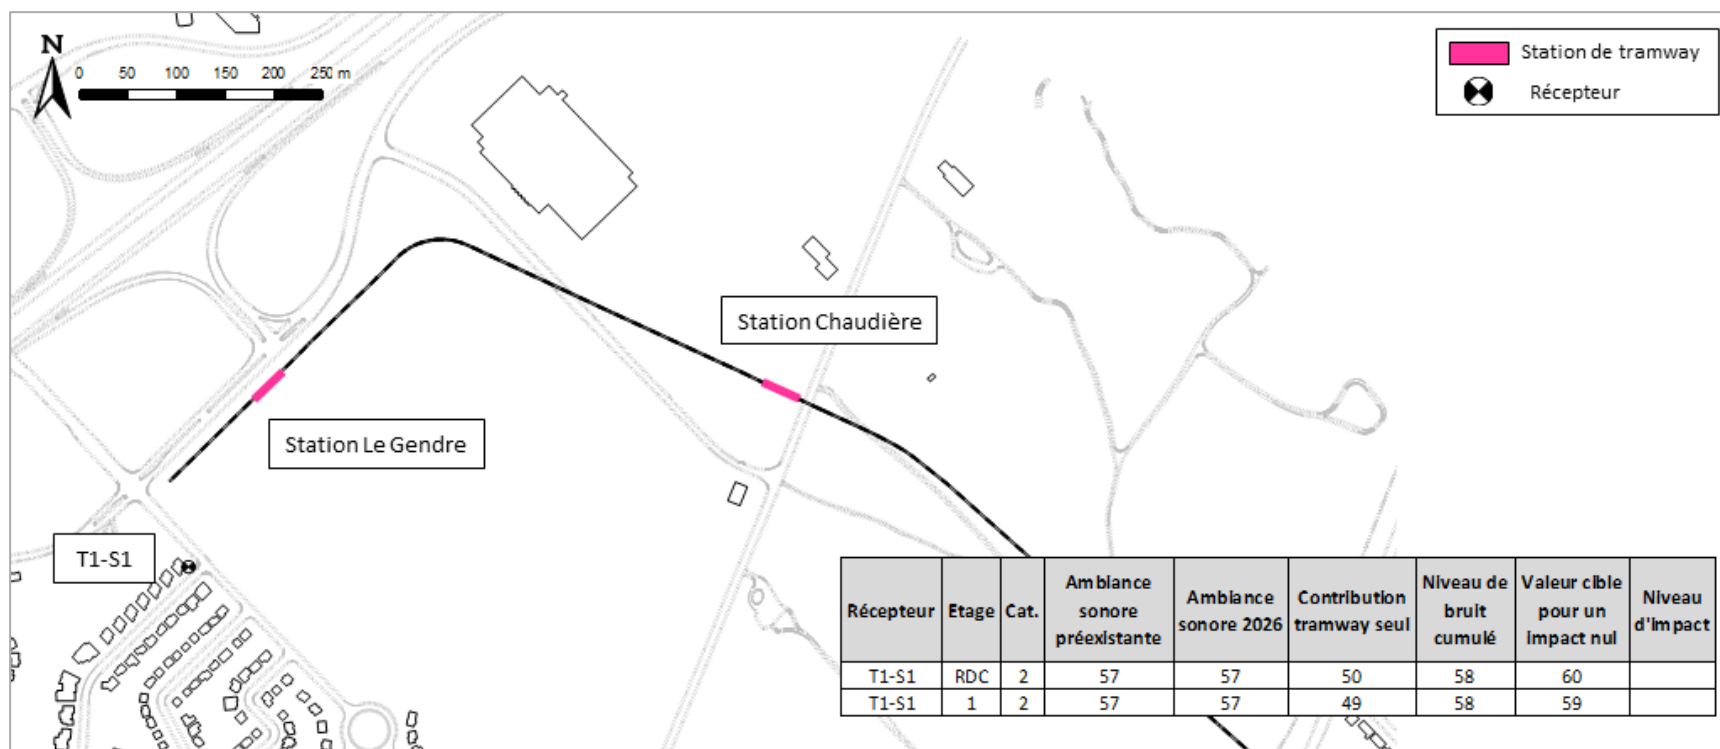 N
0 50 100 150 200 250 m
Station de tramway
Récepteur
Station Chaudière
Station Le Gendre
T1-S1
Récepteur Etage Cat. Ambiance sonore préexistante Ambiance sonore 2026 Contribution tramway seul Niveau de bruit cumulé Valeur cible pour un impact nul Niveau d'impact
T1-S1 RDC 2 57 57 50 58 60
T1-S1 1 2 57 57 49 58 59